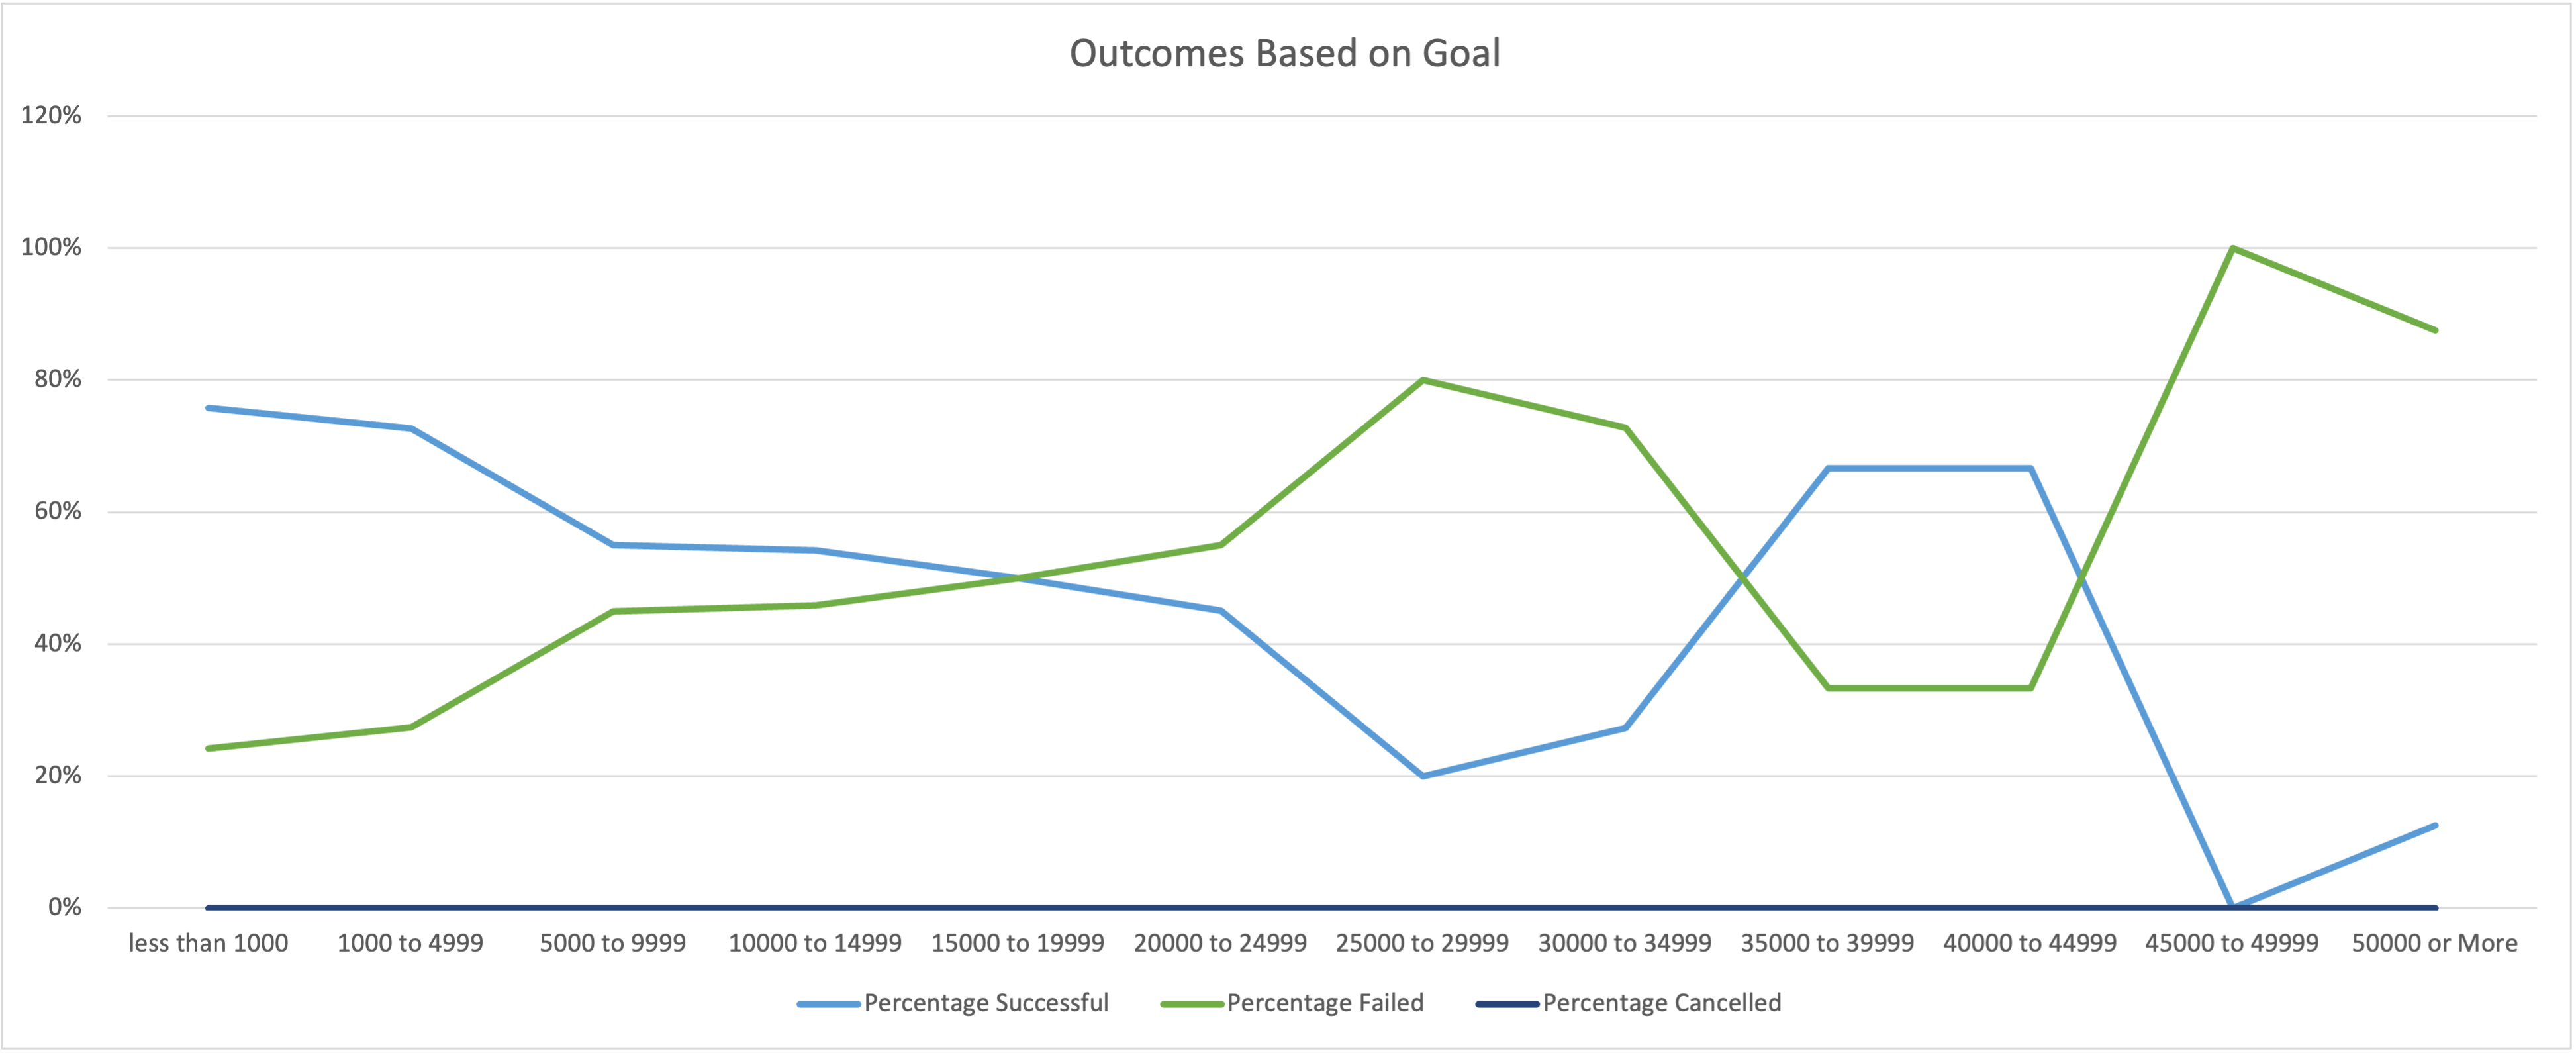 Outcomes Based on Goal
120%
100%
80%
60%
40%
20%
0%
less than 1000 1000 to 4999 5000 to 9999 10000 to 14999 15000 to 19999 20000 to 24999 25000 to 29999 30000 to 34999 35000 to 39999 40000 to 44999 45000 to 49999 50000 or More
Percentage Successful Percentage Failed Percentage Cancelled